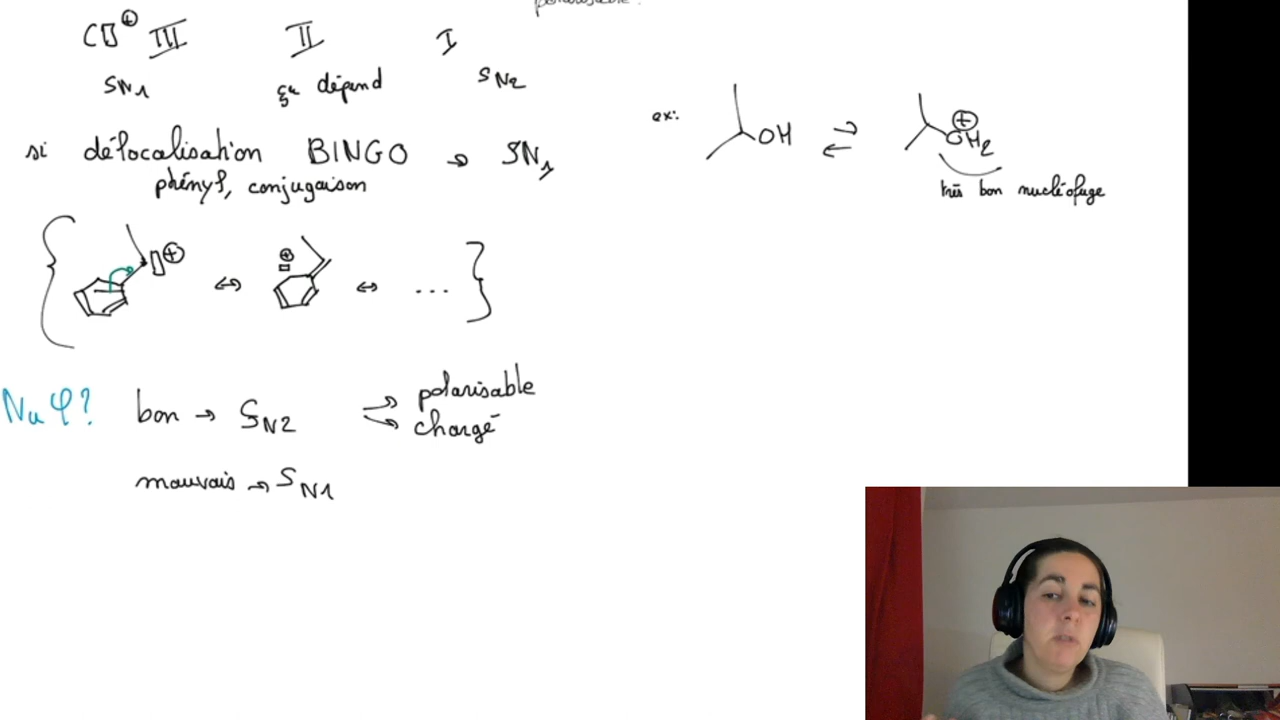 polarisable.
C▯⊕ III II I
SN1 ça dépend SN2
si délocalisation BINGO → SN1
phényl, conjugaison
⊕ ↔ ⊕ ↔ ...
Nu φ? bon → SN2 polarisable
chargé
mauvais → SN1
ex: OH ⇌ ⊕OH2
très bon nucléofuge